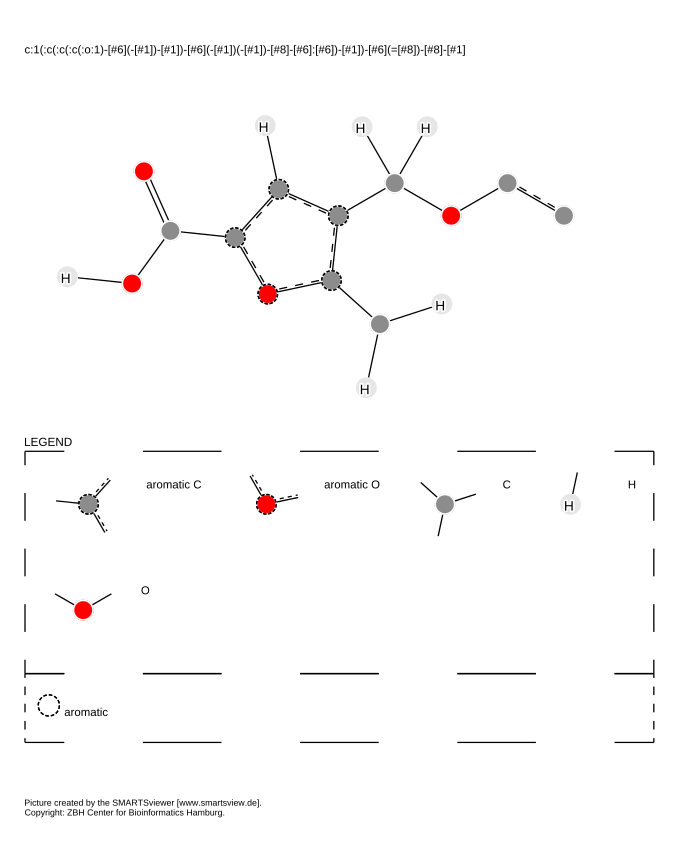 c:1(:c(:c(:c(:o:1)-[#6](-[#1])-[#1])-[#6](-[#1])(-[#1])-[#8]-[#6]:[#6])-[#1])-[#6](=[#8])-[#8]-[#1]
H
H
H
H
H
H
LEGEND
aromatic C
aromatic O
C
H
H
O
aromatic
Picture created by the SMARTSviewer [www.smartsview.de].
Copyright: ZBH Center for Bioinformatics Hamburg.